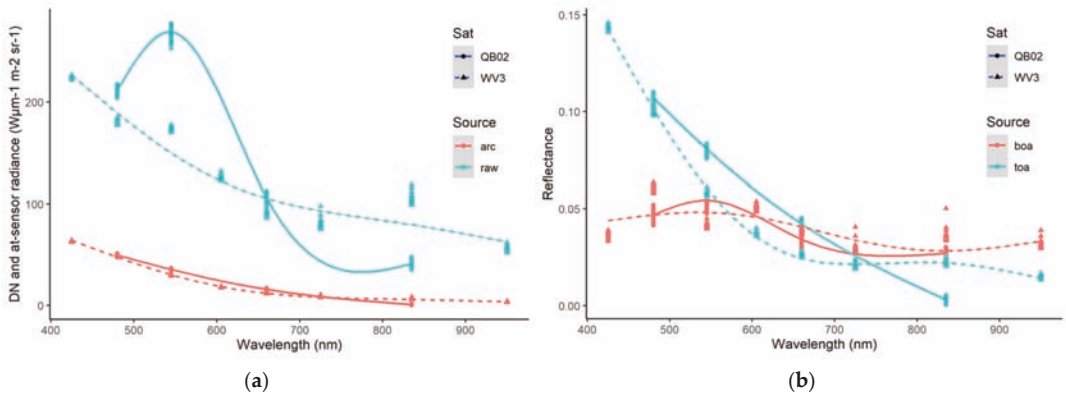 DN and at-sensor radiance (Wμm-1 m-2 sr-1)
200
100
0
400
500
600
700
800
900
Wavelength (nm)
Sat
QB02
WV3
Source
arc
raw
(a)
Reflectance
0.15
0.10
0.05
0.00
400
500
600
700
800
900
Wavelength (nm)
Sat
QB02
WV3
Source
boa
toa
(b)